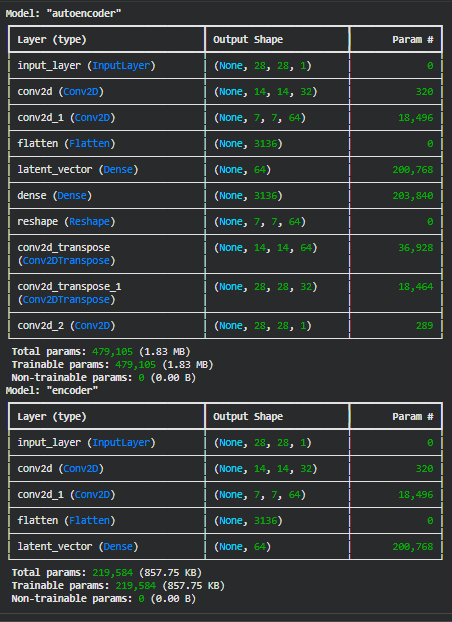 Model: "autoencoder"
Layer (type) Output Shape Param #
input_layer (InputLayer) (None, 28, 28, 1) 0
conv2d (Conv2D) (None, 14, 14, 32) 320
conv2d_1 (Conv2D) (None, 7, 7, 64) 18,496
flatten (Flatten) (None, 3136) 0
latent_vector (Dense) (None, 64) 200,768
dense (Dense) (None, 3136) 203,840
reshape (Reshape) (None, 7, 7, 64) 0
conv2d_transpose (None, 14, 14, 64) 36,928
(Conv2DTranspose)
conv2d_transpose_1 (None, 28, 28, 32) 18,464
(Conv2DTranspose)
conv2d_2 (Conv2D) (None, 28, 28, 1) 289
Total params: 479,105 (1.83 MB)
Trainable params: 479,105 (1.83 MB)
Non-trainable params: 0 (0.00 B)
Model: "encoder"
Layer (type) Output Shape Param #
input_layer (InputLayer) (None, 28, 28, 1) 0
conv2d (Conv2D) (None, 14, 14, 32) 320
conv2d_1 (Conv2D) (None, 7, 7, 64) 18,496
flatten (Flatten) (None, 3136) 0
latent_vector (Dense) (None, 64) 200,768
Total params: 219,584 (857.75 KB)
Trainable params: 219,584 (857.75 KB)
Non-trainable params: 0 (0.00 B)